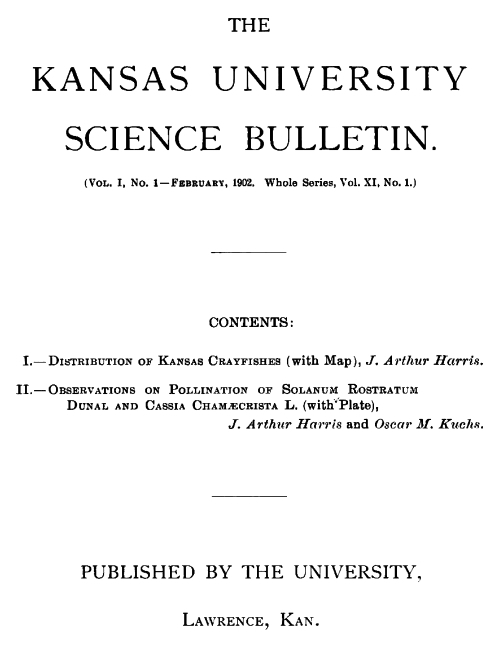 THE
KANSAS UNIVERSITY
SCIENCE BULLETIN.
(Vol. I, No. 1—February, 1902. Whole Series, Vol. XI, No. 1.)
CONTENTS:
I.—Distribution of Kansas Crayfishes (with Map), J. Arthur Harris.
II.—Observations on Pollination of Solanum Rostratum
Dunal and Cassia Chamæcrista L. (with Plate),
J. Arthur Harris and Oscar M. Kuchs.
PUBLISHED BY THE UNIVERSITY,
Lawrence, Kan.